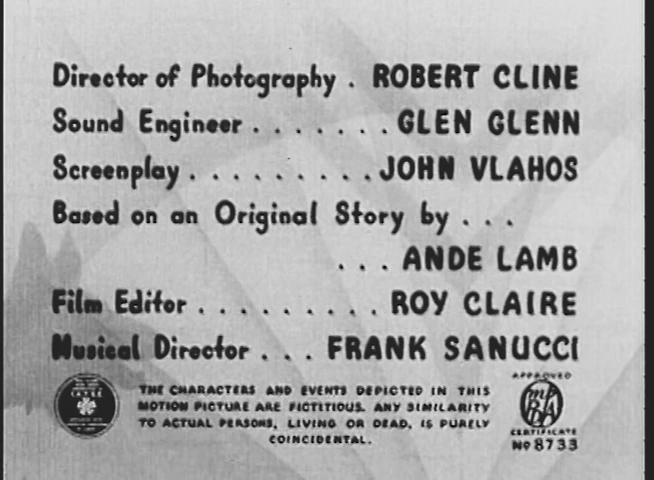 Director of Photography . ROBERT CLINE
Sound Engineer . . . . . . . GLEN GLENN
Screenplay . . . . . . . . . JOHN VLAHOS
Based on an Original Story by . . .
. . . ANDE LAMB
Film Editor . . . . . . . . . ROY CLAIRE
Musical Director . . . FRANK SANUCCI
THE CHARACTERS AND EVENTS DEPICTED IN THIS
MOTION PICTURE ARE FICTITIOUS. ANY SIMILARITY
TO ACTUAL PERSONS, LIVING OR DEAD, IS PURELY
COINCIDENTAL.
I.A.T.S.E.
APPROVED
MPPDA
CERTIFICATE
No 8733